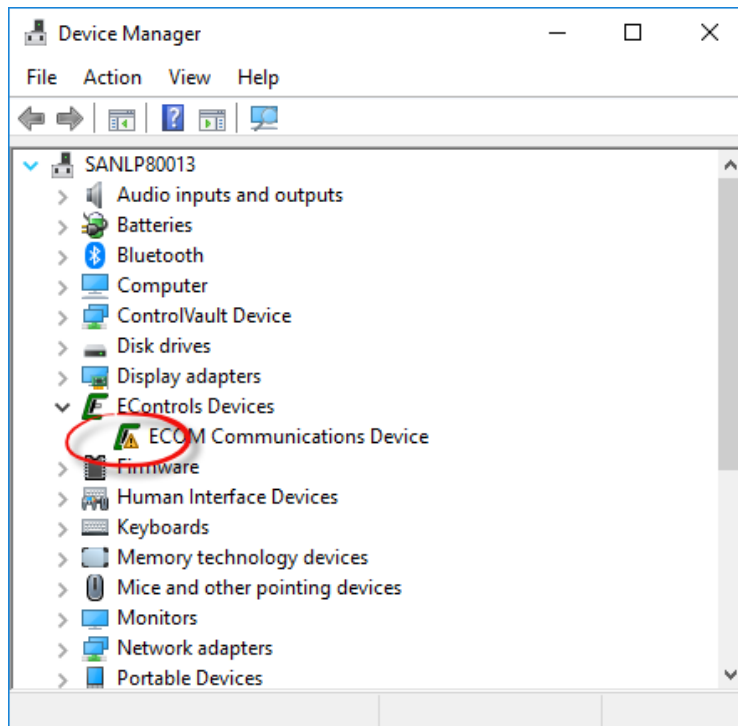 Device Manager
File Action View Help
SANLP80013
Audio inputs and outputs
Batteries
Bluetooth
Computer
ControlVault Device
Disk drives
Display adapters
EControls Devices
ECOM Communications Device
Firmware
Human Interface Devices
Keyboards
Memory technology devices
Mice and other pointing devices
Monitors
Network adapters
Portable Devices